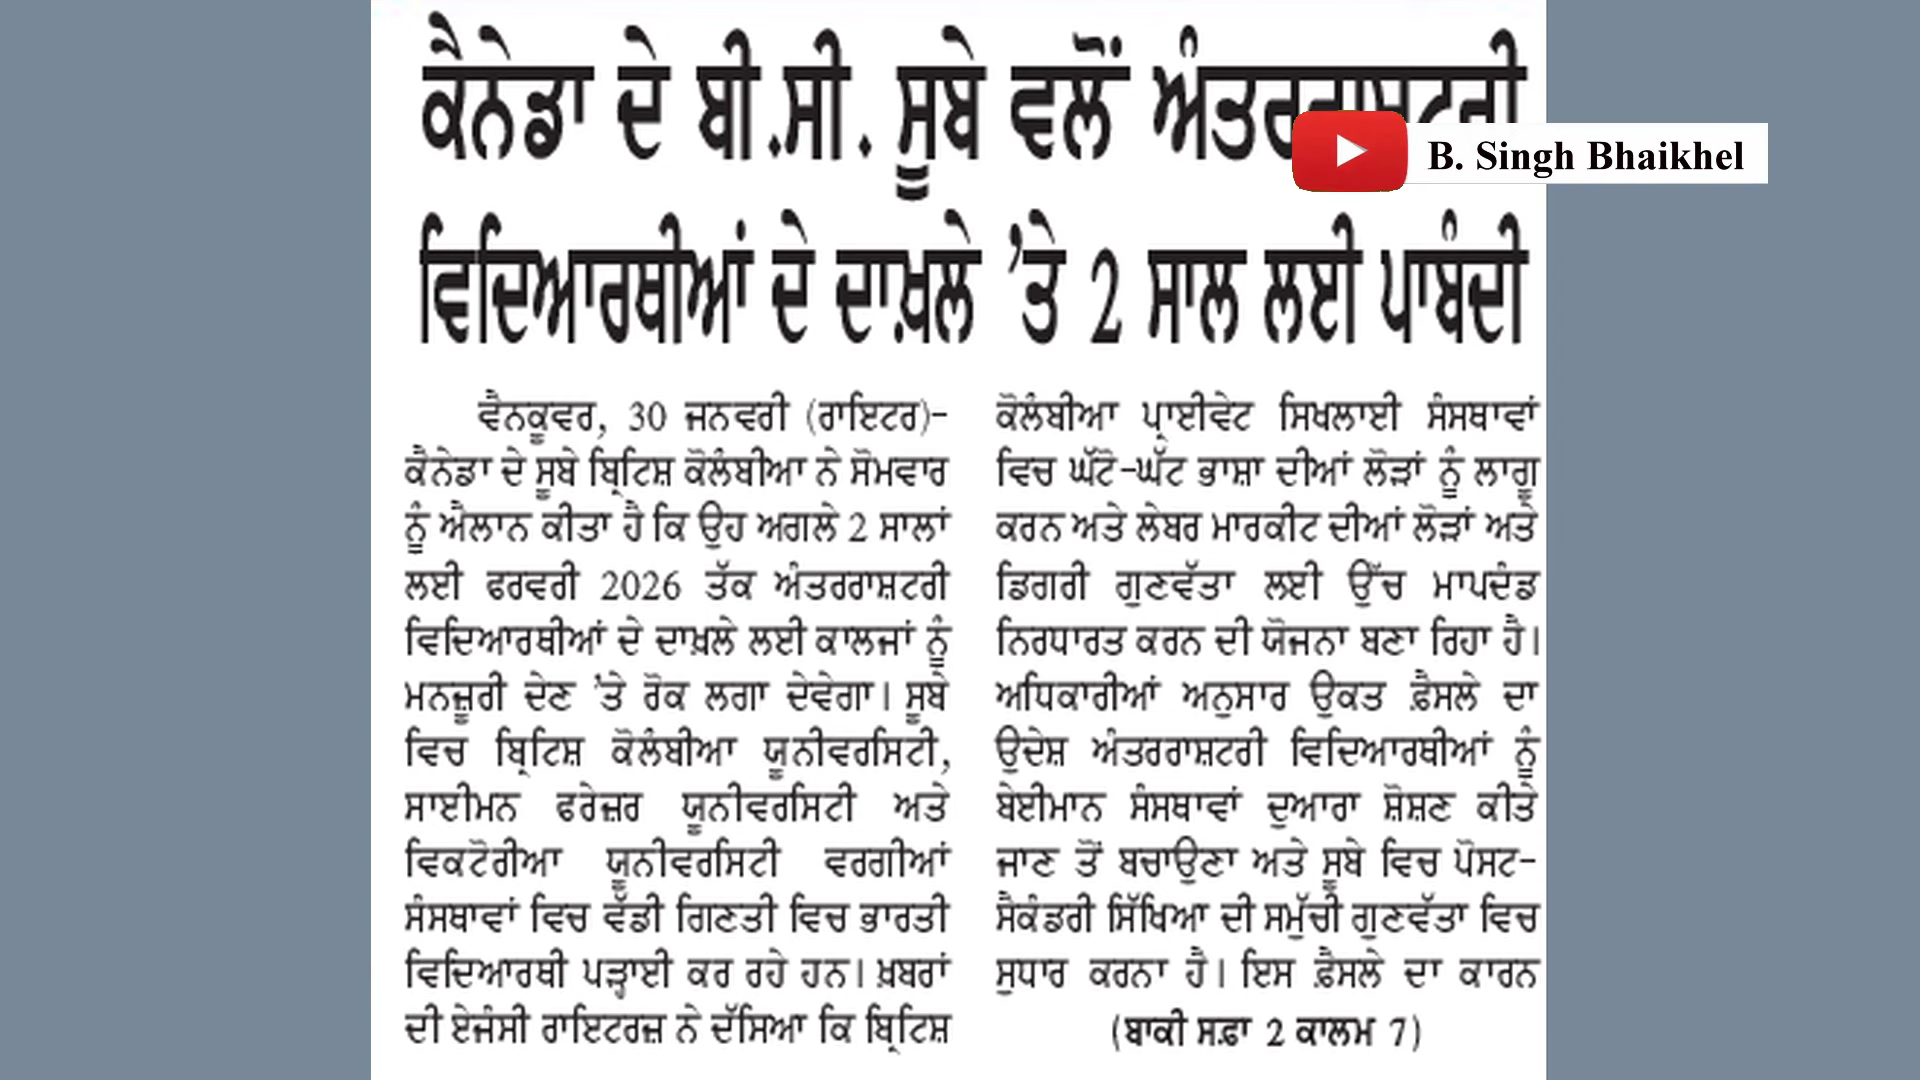 ਕੈਨੇਡਾ ਦੇ ਬੀ.ਸੀ. ਸੂਬੇ ਵਲੋਂ ਅੰਤਰਰਾਸ਼ਟਰੀ
B. Singh Bhaikhel
ਵਿਦਿਆਰਥੀਆਂ ਦੇ ਦਾਖ਼ਲੇ 'ਤੇ 2 ਸਾਲ ਲਈ ਪਾਬੰਦੀ
ਵੈਨਕੂਵਰ, 30 ਜਨਵਰੀ (ਰਾਇਟਰ)-
ਕੈਨੇਡਾ ਦੇ ਸੂਬੇ ਬ੍ਰਿਟਿਸ਼ ਕੋਲੰਬੀਆ ਨੇ ਸੋਮਵਾਰ
ਨੂੰ ਐਲਾਨ ਕੀਤਾ ਹੈ ਕਿ ਉਹ ਅਗਲੇ 2 ਸਾਲਾਂ
ਲਈ ਫਰਵਰੀ 2026 ਤੱਕ ਅੰਤਰਰਾਸ਼ਟਰੀ
ਵਿਦਿਆਰਥੀਆਂ ਦੇ ਦਾਖ਼ਲੇ ਲਈ ਕਾਲਜਾਂ ਨੂੰ
ਮਨਜ਼ੂਰੀ ਦੇਣ 'ਤੇ ਰੋਕ ਲਗਾ ਦੇਵੇਗਾ। ਸੂਬੇ
ਵਿਚ ਬ੍ਰਿਟਿਸ਼ ਕੋਲੰਬੀਆ ਯੂਨੀਵਰਸਿਟੀ,
ਸਾਈਮਨ ਫਰੇਜ਼ਰ ਯੂਨੀਵਰਸਿਟੀ ਅਤੇ
ਵਿਕਟੋਰੀਆ ਯੂਨੀਵਰਸਿਟੀ ਵਰਗੀਆਂ
ਸੰਸਥਾਵਾਂ ਵਿਚ ਵੱਡੀ ਗਿਣਤੀ ਵਿਚ ਭਾਰਤੀ
ਵਿਦਿਆਰਥੀ ਪੜ੍ਹਾਈ ਕਰ ਰਹੇ ਹਨ। ਖ਼ਬਰਾਂ
ਦੀ ਏਜੰਸੀ ਰਾਇਟਰਜ਼ ਨੇ ਦੱਸਿਆ ਕਿ ਬ੍ਰਿਟਿਸ਼
ਕੋਲੰਬੀਆ ਪ੍ਰਾਈਵੇਟ ਸਿਖਲਾਈ ਸੰਸਥਾਵਾਂ
ਵਿਚ ਘੱਟੋ-ਘੱਟ ਭਾਸ਼ਾ ਦੀਆਂ ਲੋੜਾਂ ਨੂੰ ਲਾਗੂ
ਕਰਨ ਅਤੇ ਲੇਬਰ ਮਾਰਕੀਟ ਦੀਆਂ ਲੋੜਾਂ ਅਤੇ
ਡਿਗਰੀ ਗੁਣਵੱਤਾ ਲਈ ਉੱਚ ਮਾਪਦੰਡ
ਨਿਰਧਾਰਤ ਕਰਨ ਦੀ ਯੋਜਨਾ ਬਣਾ ਰਿਹਾ ਹੈ।
ਅਧਿਕਾਰੀਆਂ ਅਨੁਸਾਰ ਉਕਤ ਫ਼ੈਸਲੇ ਦਾ
ਉਦੇਸ਼ ਅੰਤਰਰਾਸ਼ਟਰੀ ਵਿਦਿਆਰਥੀਆਂ ਨੂੰ
ਬੇਈਮਾਨ ਸੰਸਥਾਵਾਂ ਦੁਆਰਾ ਸ਼ੋਸ਼ਣ ਕੀਤੇ
ਜਾਣ ਤੋਂ ਬਚਾਉਣਾ ਅਤੇ ਸੂਬੇ ਵਿਚ ਪੋਸਟ-
ਸੈਕੰਡਰੀ ਸਿੱਖਿਆ ਦੀ ਸਮੁੱਚੀ ਗੁਣਵੱਤਾ ਵਿਚ
ਸੁਧਾਰ ਕਰਨਾ ਹੈ। ਇਸ ਫ਼ੈਸਲੇ ਦਾ ਕਾਰਨ
(ਬਾਕੀ ਸਫ਼ਾ 2 ਕਾਲਮ 7)